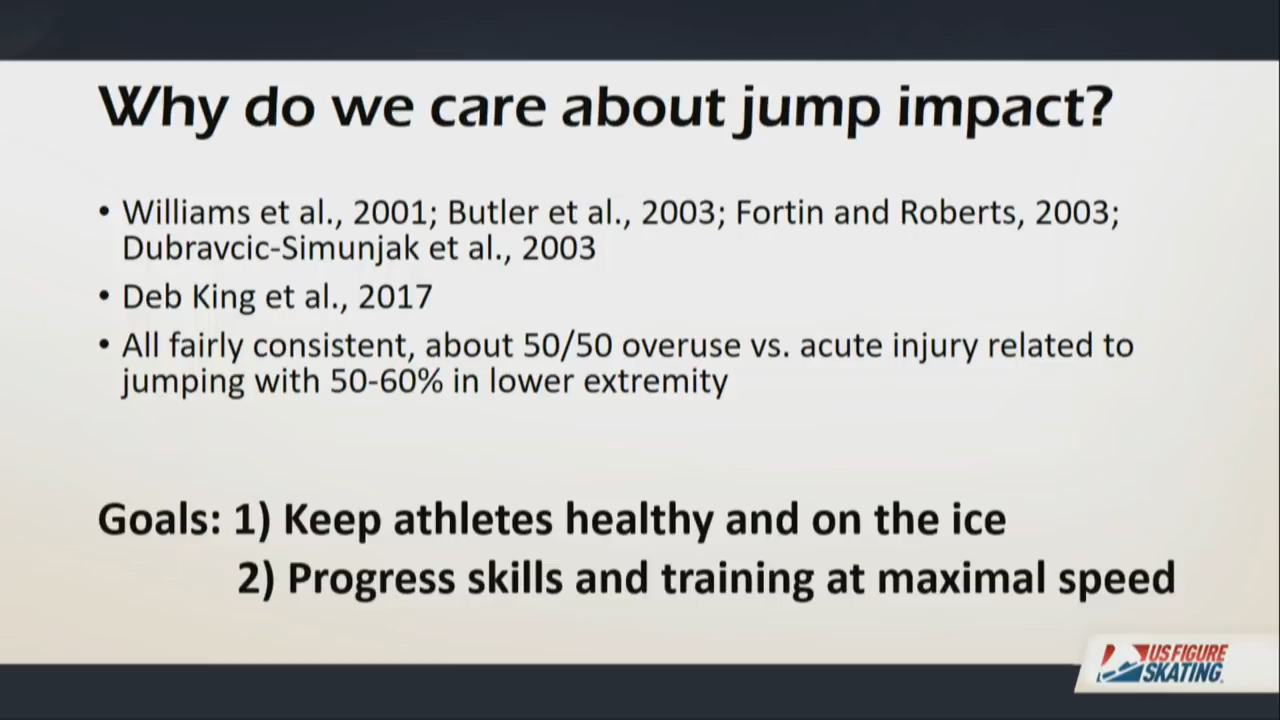 Why do we care about jump impact?
• Williams et al., 2001; Butler et al., 2003; Fortin and Roberts, 2003;
Dubravcic-Simunjak et al., 2003
• Deb King et al., 2017
• All fairly consistent, about 50/50 overuse vs. acute injury related to
jumping with 50-60% in lower extremity
Goals: 1) Keep athletes healthy and on the ice
2) Progress skills and training at maximal speed
US FIGURE
SKATING